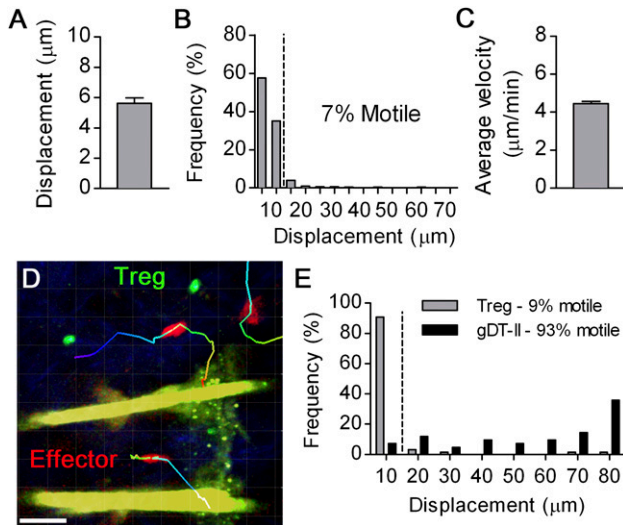 A
Displacement (μm)
10
8
6
4
2
0
B
Frequency (%)
80
60
40
20
0
7% Motile
10 20 30 40 50 60 70
Displacement (μm)
C
Average velocity
(μm/min)
8
6
4
2
0
D
Treg
Effector
E
Frequency (%)
100
80
60
40
20
0
Treg - 9% motile
gDT-II - 93% motile
10 20 30 40 50 60 70 80
Displacement (μm)